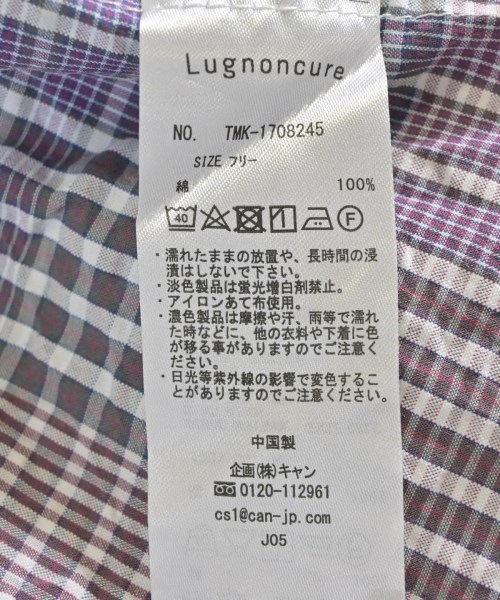 Lugnoncure
NO. TMK-1708245
SIZE フリー
綿 100%
40 F
・濡れたままの放置や、長時間の浸
漬はしないで下さい。
・淡色製品は蛍光増白剤禁止。
・アイロンあて布使用。
・濃色製品は摩擦や汗、雨等で濡れ
た時などに、他の衣料や下着に色
が移る事がありますのでご注意く
ださい。
・日光等紫外線の影響で変色するこ
とがありますのでご注意ください。
中国製
企画(株)キャン
0120-112961
cs1@can-jp.com
J05